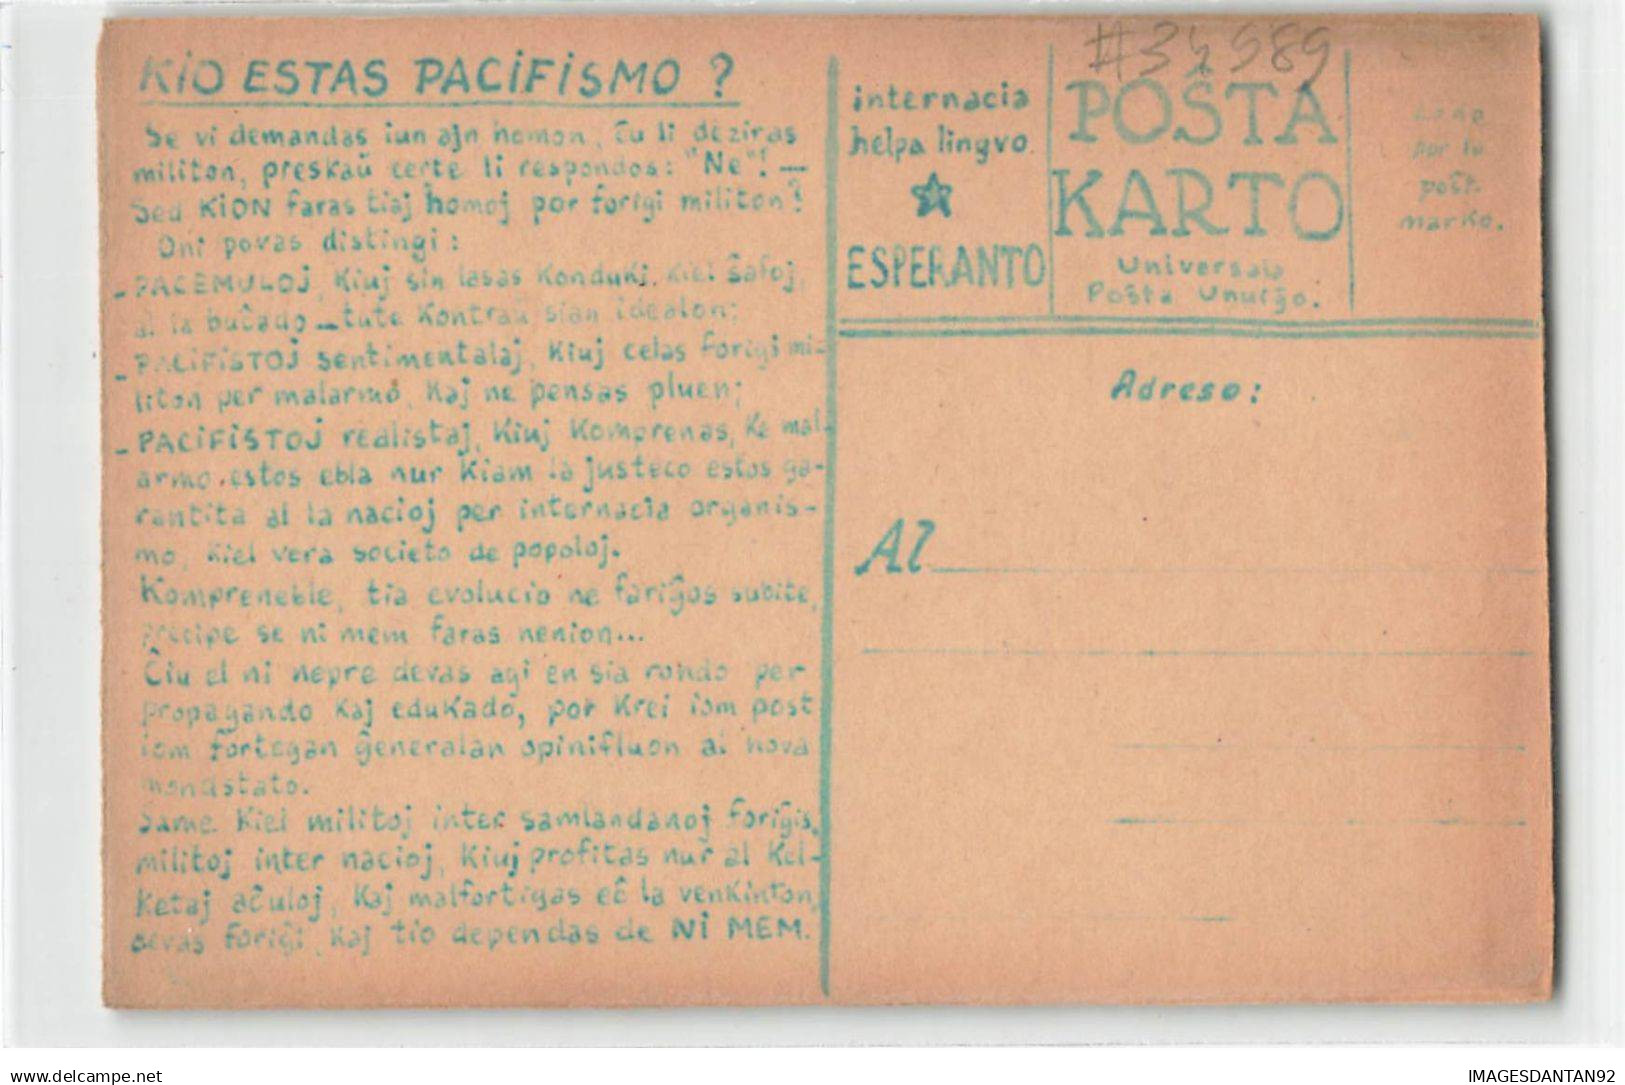 KiO ESTAS PACiFiSMO ?
Se vi demandas iun ajn homon, ĉu li deziras
militon, preskaŭ certe li respondos: "Ne"! —
Sed KiON faras tiaj homoj por forigi militon?
Oni povas distingi :
- PACEMULOJ, kiuj sin lasas konduki, kiel ŝafoj,
al la buĉado — tute kontraŭ sian idealon;
- PACiFiSTOJ sentimentalaj, kiuj celas forigi mi-
liton per malarmo, kaj ne pensas pluen;
- PACiFiSTOJ realistaj, kiuj komprenas, ke mal-
armo estos ebla nur kiam la justeco estos ga-
rantita al la nacioj per internacia organis-
mo, kiel vera societo de popoloj.
Kompreneble, tia evolucio ne fariĝos subite,
precipe se ni mem faras nenion...
Ĉiu el ni nepre devas agi en sia rondo per
propagando kaj edukado, por krei iom post
iom fortegan ĝeneralan opinifluon al nova
mondstato.
Same kiel militoj inter samlandanoj foriĝis,
militoj inter nacioj, kiuj profitas nur al kel-
ketaj aĉuloj, kaj malfortigas eĉ la venkinton,
devas foriĝi, kaj tio dependas de Ni MEM.
internacia
helpa lingvo
ESPERANTO
#34989
POŜTA
KARTO
Universala
Poŝta Unuiĝo.
por la
poŝt-
marko.
Adreso :
Al
delcampe.net
IMAGESDANTAN92